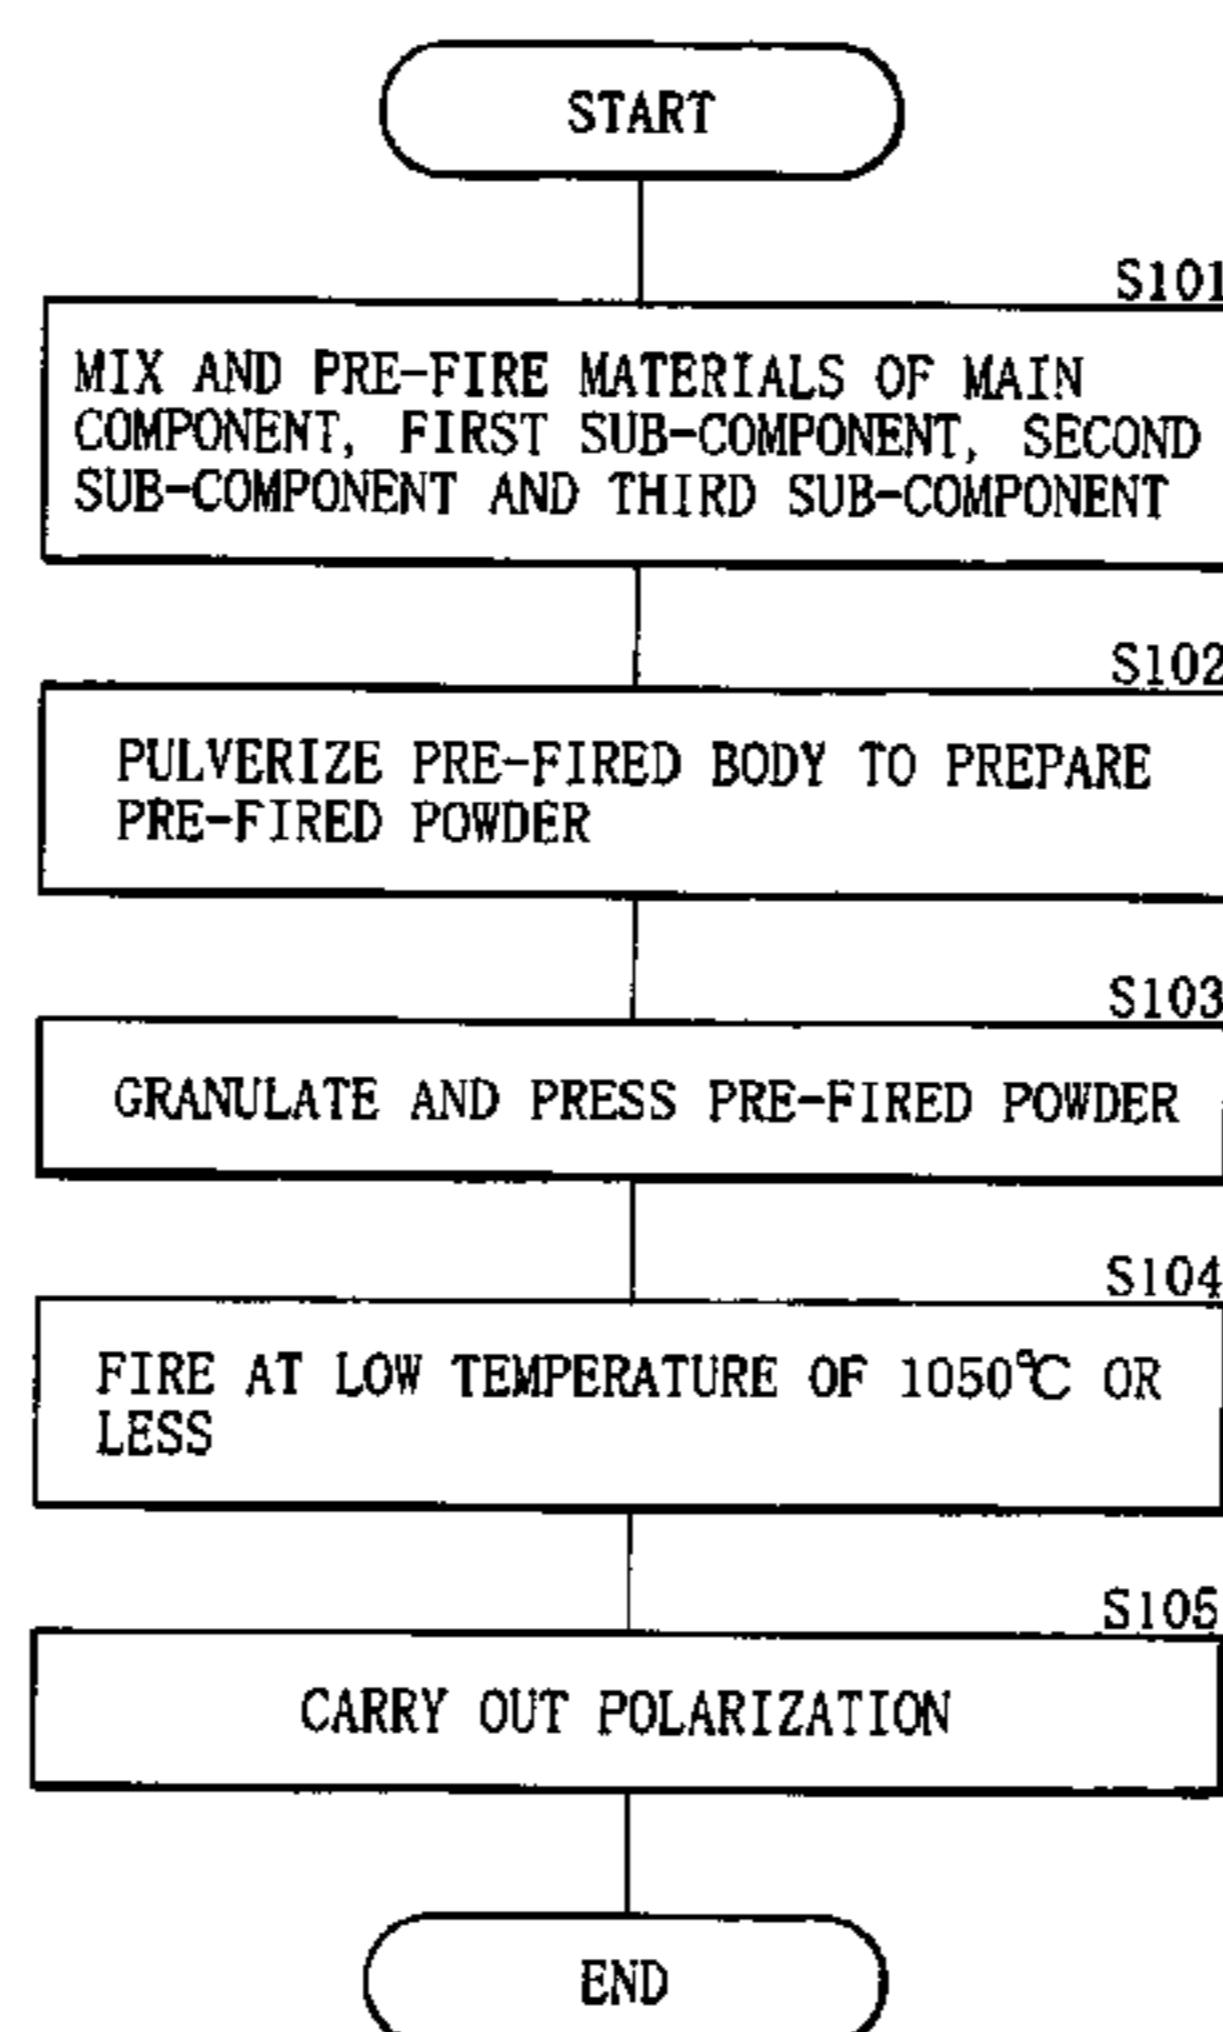 START
S101
MIX AND PRE-FIRE MATERIALS OF MAIN
COMPONENT, FIRST SUB-COMPONENT, SECOND
SUB-COMPONENT AND THIRD SUB-COMPONENT
S102
PULVERIZE PRE-FIRED BODY TO PREPARE
PRE-FIRED POWDER
S103
GRANULATE AND PRESS PRE-FIRED POWDER
S104
FIRE AT LOW TEMPERATURE OF 1050℃ OR
LESS
S105
CARRY OUT POLARIZATION
END